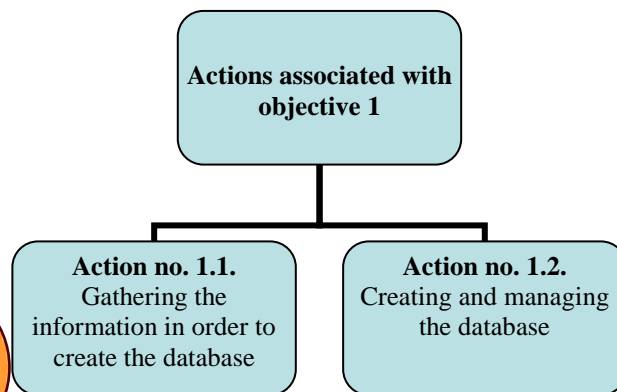 Actions associated with
objective 1
Action no. 1.1.
Gathering the
information in order to
create the database
Action no. 1.2.
Creating and managing
the database